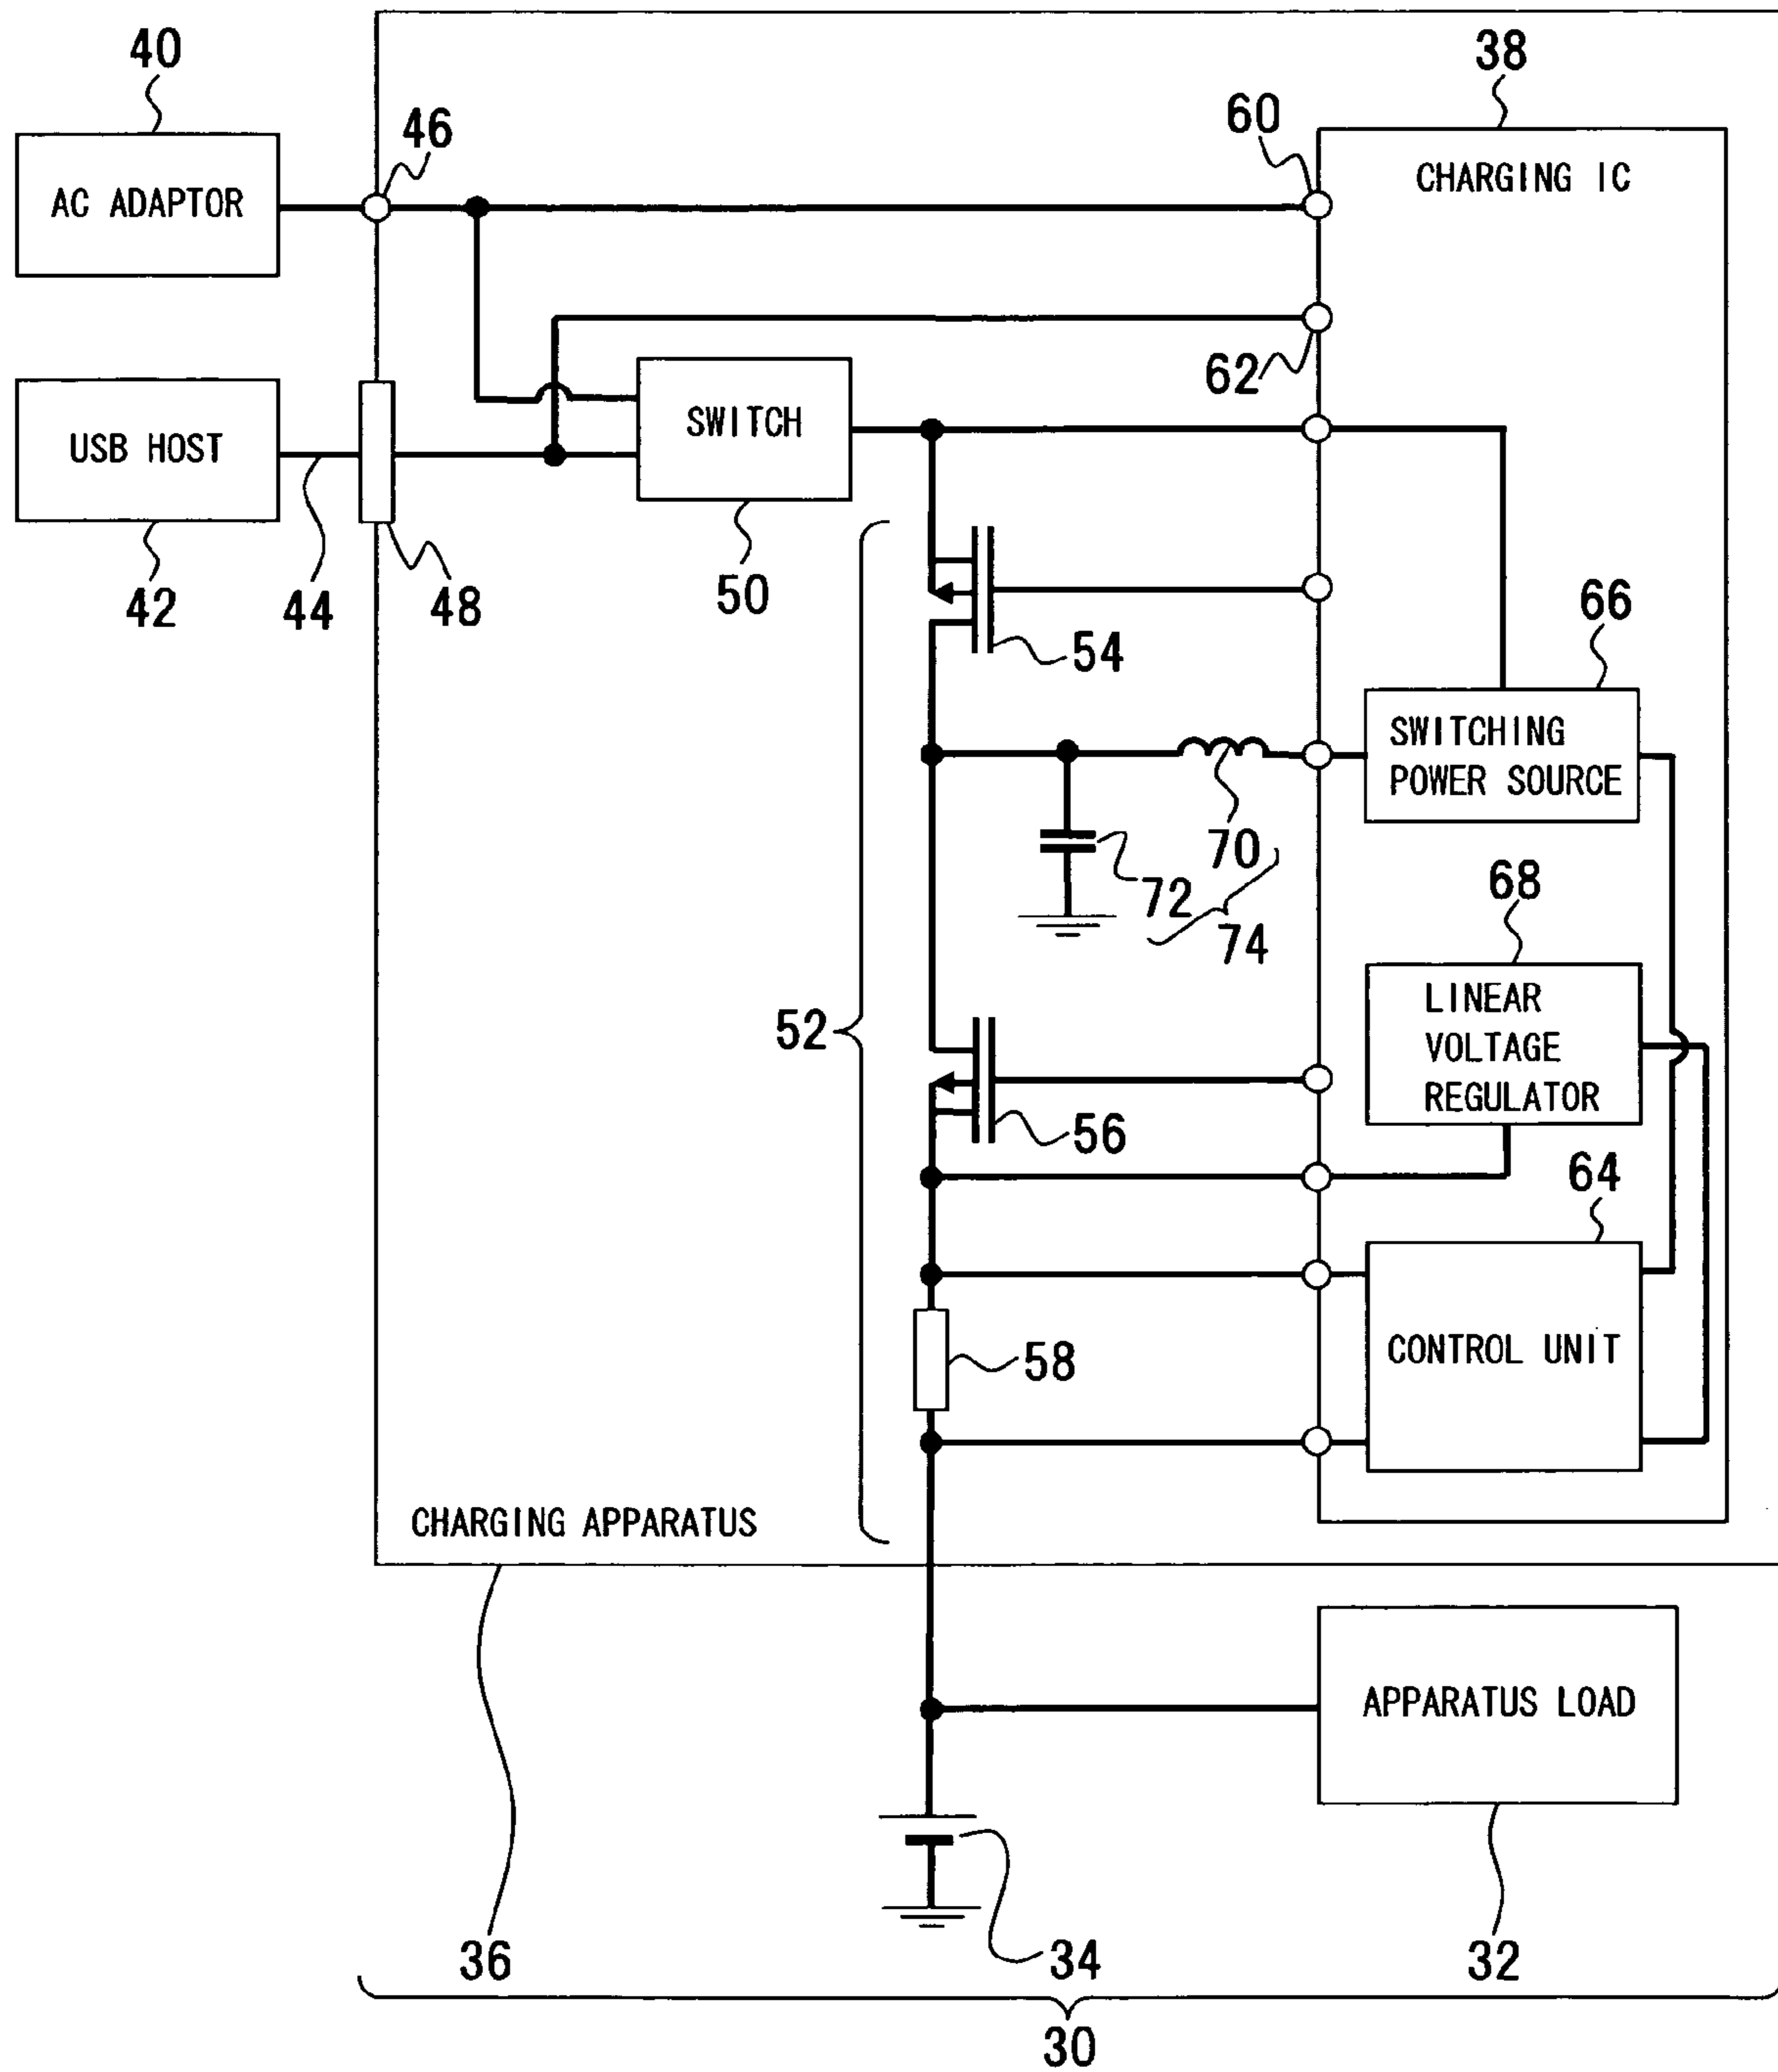 40
38
46
60
AC ADAPTOR
CHARGING IC
62
USB HOST
SWITCH
42
44
48
50
66
54
SWITCHING
POWER SOURCE
70
72
74
68
LINEAR
VOLTAGE
REGULATOR
52
56
64
58
CONTROL UNIT
CHARGING APPARATUS
APPARATUS LOAD
36
34
32
30